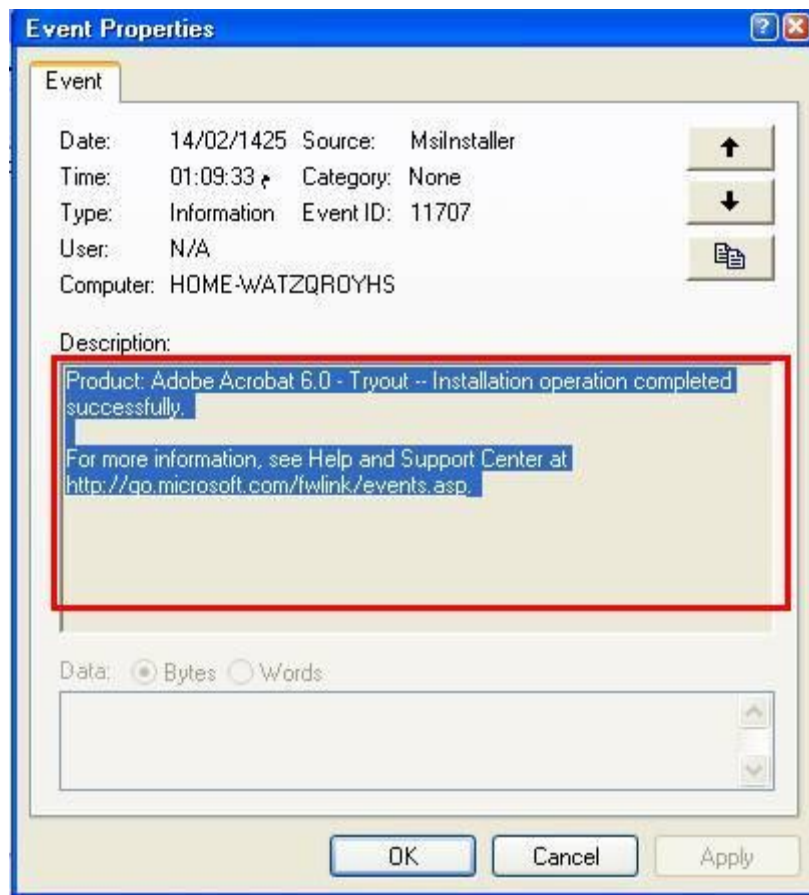 Event Properties
Event
Date: 14/02/1425 Source: MsiInstaller
Time: 01:09:33 م Category: None
Type: Information Event ID: 11707
User: N/A
Computer: HOME-WATZQROYHS
Description:
Product: Adobe Acrobat 6.0 - Tryout -- Installation operation completed
successfully.
For more information, see Help and Support Center at
http://go.microsoft.com/fwlink/events.asp.
Data: Bytes Words
OK Cancel Apply